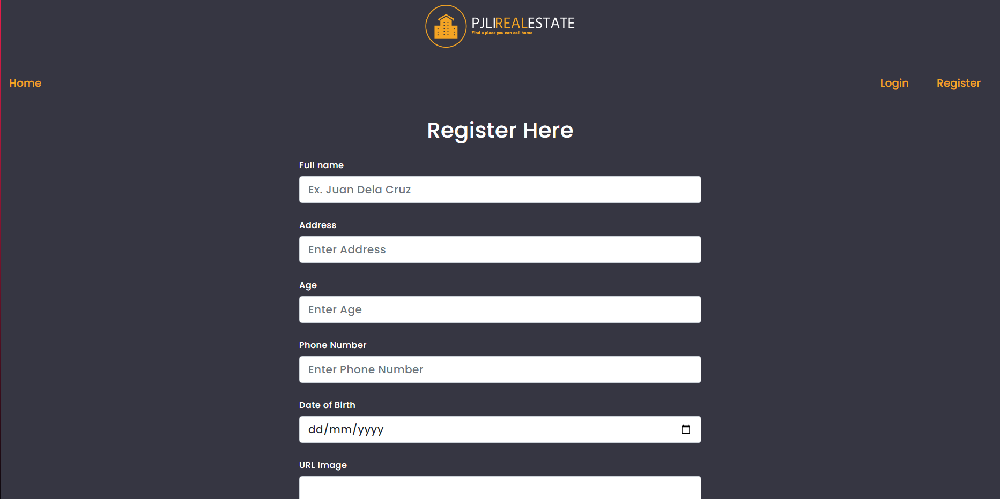 PJLIREALESTATE
Find a place you can call home
Home
Login
Register
Register Here
Full name
Ex. Juan Dela Cruz
Address
Enter Address
Age
Enter Age
Phone Number
Enter Phone Number
Date of Birth
dd/mm/yyyy
URL Image